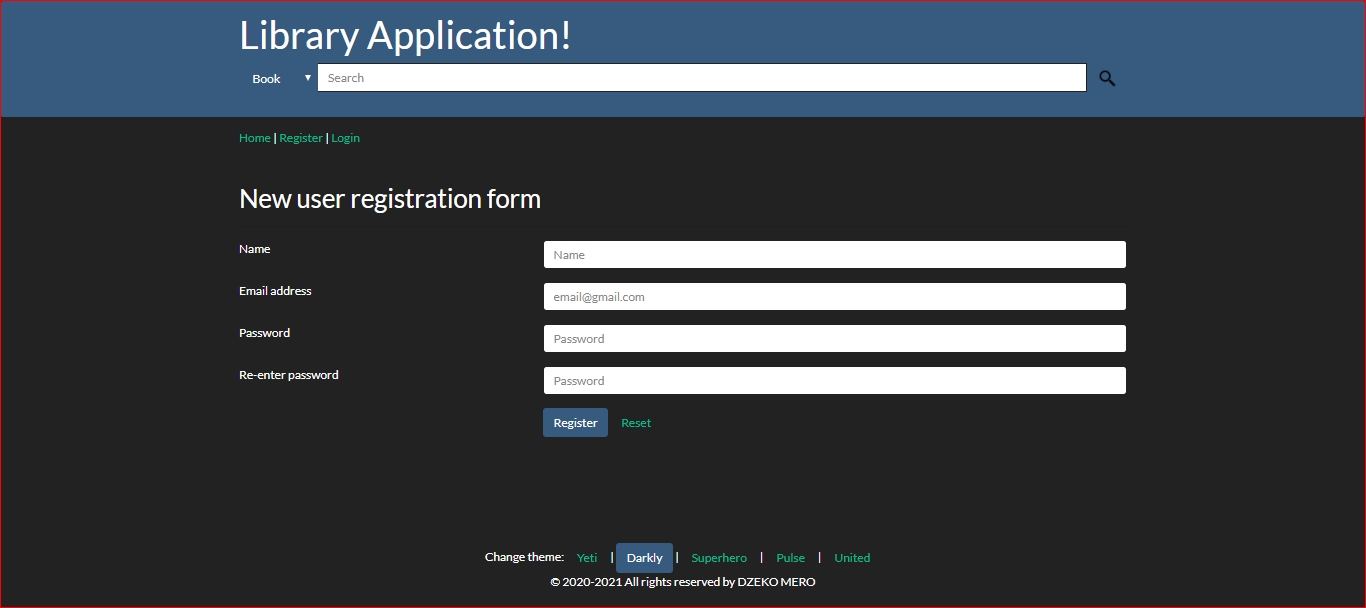 Library Application!
Book ▼ Search
Home | Register | Login
New user registration form
Name Name
Email address email@gmail.com
Password Password
Re-enter password Password
Register Reset
Change theme: Yeti | Darkly | Superhero | Pulse | United
© 2020-2021 All rights reserved by DZEKO MERO